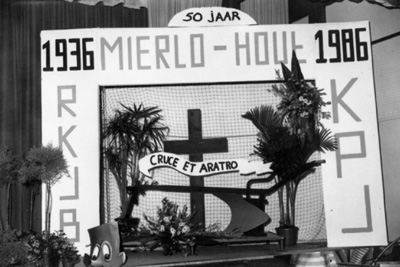 50 JAAR
1936 MIERLO-HOUT 1986
RKJB
KPJ
CRUCE ET ARATRO